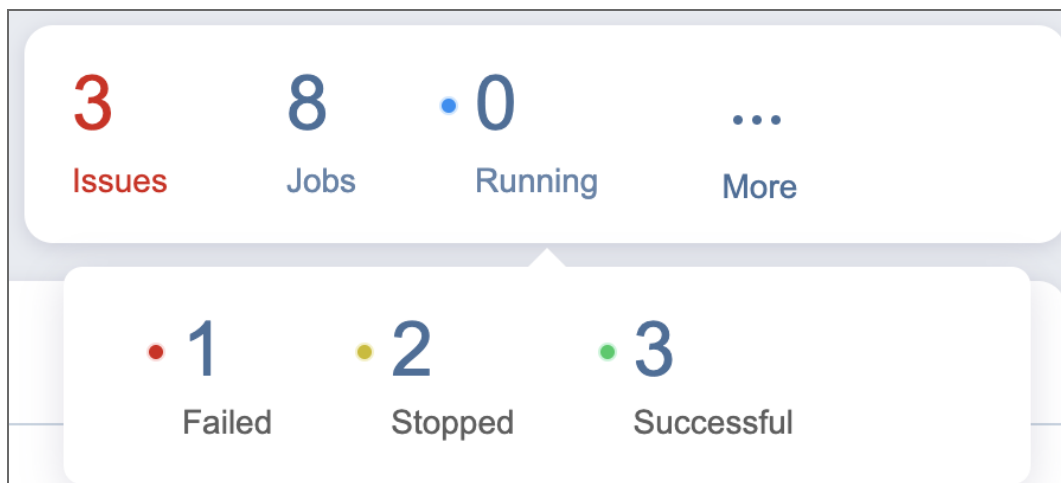 3 8 0 ...
Issues Jobs Running More
1 2 3
Failed Stopped Successful